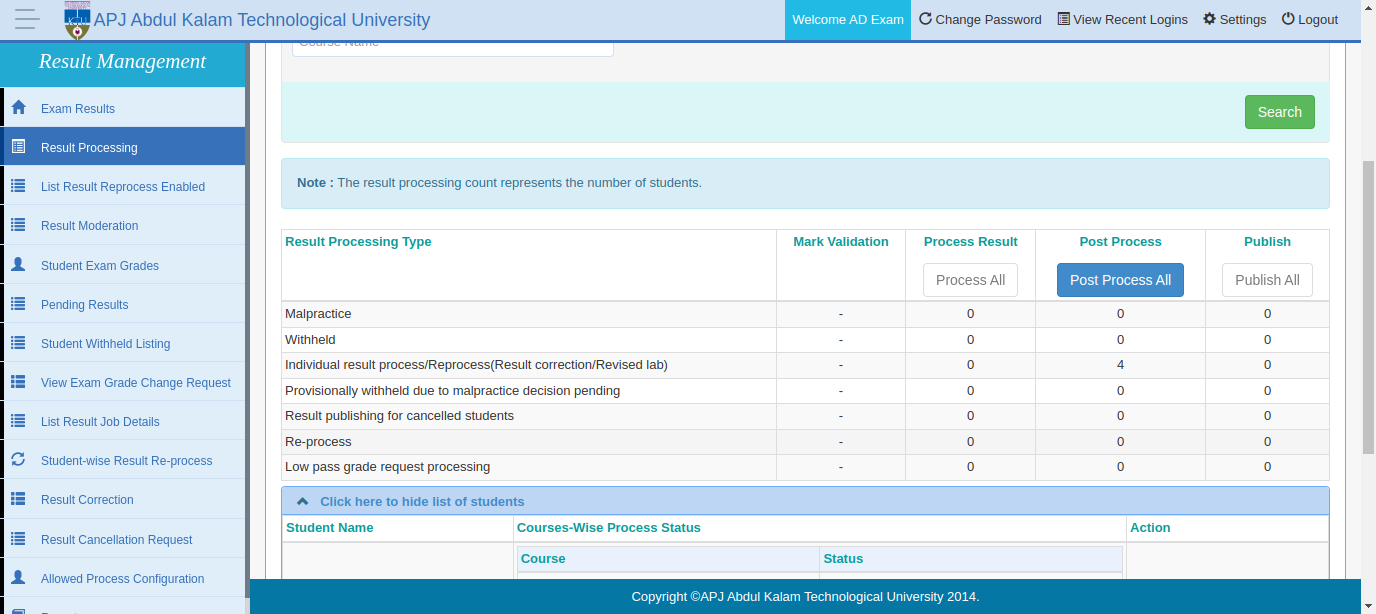 APJ Abdul Kalam Technological University
Welcome AD Exam
Change Password
View Recent Logins
Settings
Logout
Result Management
Exam Results
Result Processing
List Result Reprocess Enabled
Result Moderation
Student Exam Grades
Pending Results
Student Withheld Listing
View Exam Grade Change Request
List Result Job Details
Student-wise Result Re-process
Result Correction
Result Cancellation Request
Allowed Process Configuration
Course Name
Search
Note : The result processing count represents the number of students.
Result Processing Type Mark Validation Process Result Post Process Publish
Process All Post Process All Publish All
Malpractice - 0 0 0
Withheld - 0 0 0
Individual result process/Reprocess(Result correction/Revised lab) - 0 4 0
Provisionally withheld due to malpractice decision pending - 0 0 0
Result publishing for cancelled students - 0 0 0
Re-process - 0 0 0
Low pass grade request processing - 0 0 0
Click here to hide list of students
Student Name Courses-Wise Process Status Action
Course Status
Copyright ©APJ Abdul Kalam Technological University 2014.